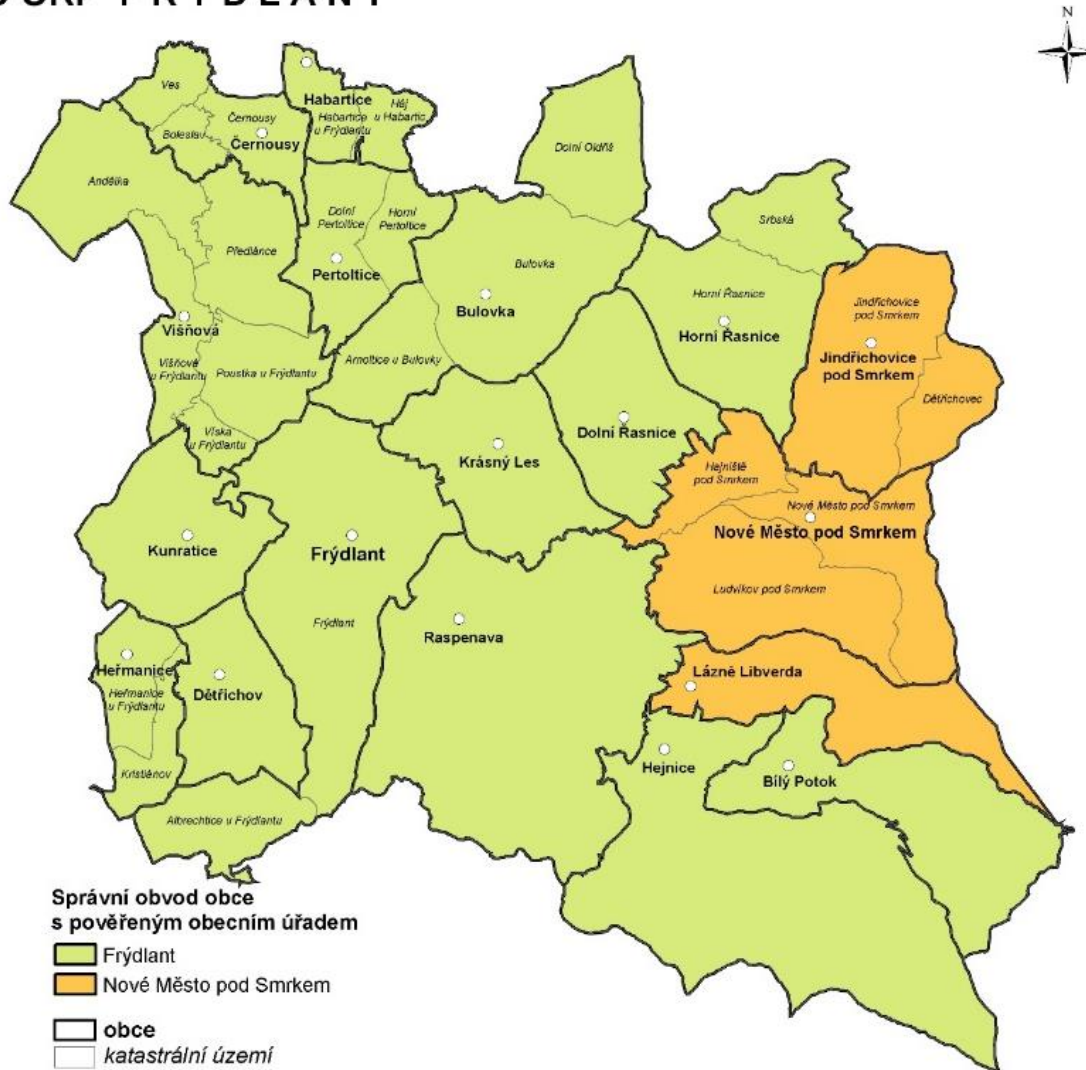 N
Ves
Habartice
Háj
u Habartic
Černousy
Habartice
u Frýdlantu
Boleslav
Černousy
Dolní Oldříš
Andělka
Dolní
Pertoltice
Horní
Pertoltice
Srbská
Předlánce
Bulovka
Pertoltice
Horní Řasnice
Jindřichovice
pod Smrkem
Bulovka
Višňová
Horní Řasnice
Jindřichovice
pod Smrkem
Višňová
u Frýdlantu
Poustka u Frýdlantu
Arnoltice u Bulovky
Dětřichovec
Víska
u Frýdlantu
Dolní Řasnice
Krásný Les
Hajniště
pod Smrkem
Nové Město pod Smrkem
Nové Město pod Smrkem
Kunratice
Frýdlant
Ludvíkov pod Smrkem
Frýdlant
Raspenava
Heřmanice
Lázně Libverda
Heřmanice
u Frýdlantu
Dětřichov
Kristiánov
Hejnice
Bílý Potok
Albrechtice u Frýdlantu
Správní obvod obce
s pověřeným obecním úřadem
Frýdlant
Nové Město pod Smrkem
obce
katastrální území